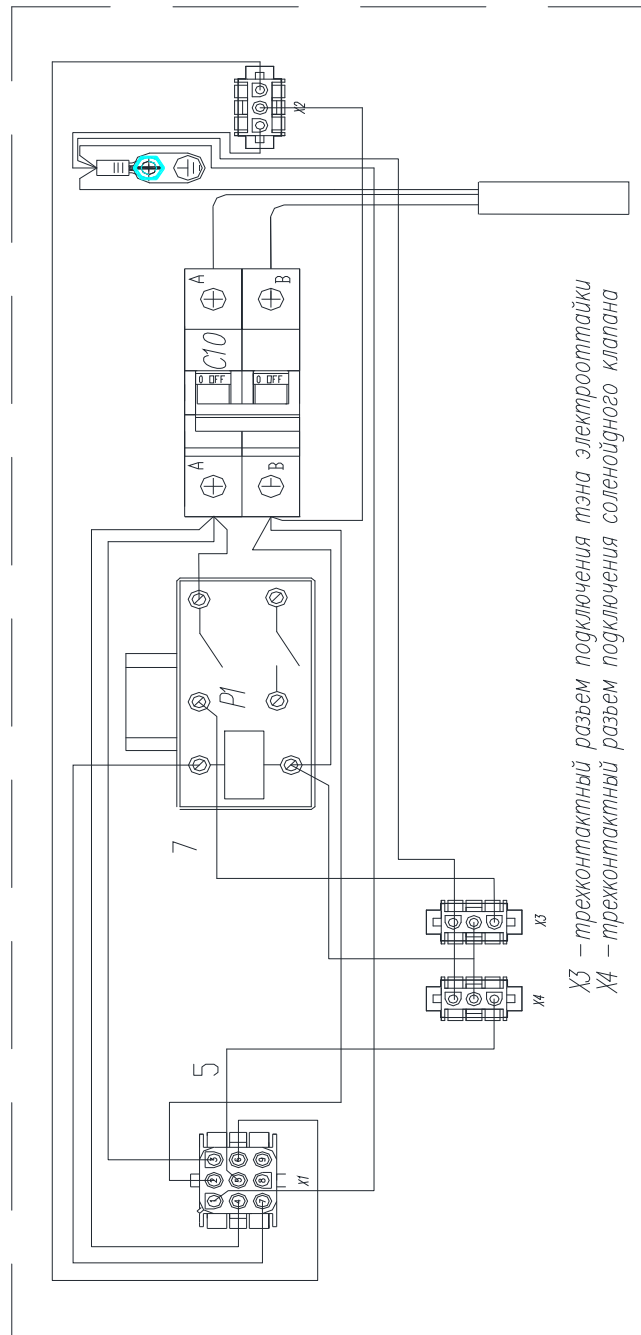 X2
A
B
C10
0 OFF
0 OFF
A
B
P1
7
X3
X4
5
3
6
9
2
5
8
1
4
7
X1
X3 – трехконтактный разъем подключения тэна электрооттайки
X4 – трехконтактный разъем подключения соленойдного клапана